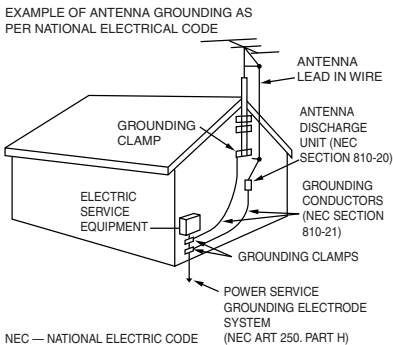 EXAMPLE OF ANTENNA GROUNDING AS
PER NATIONAL ELECTRICAL CODE
ANTENNA
LEAD IN WIRE
GROUNDING
CLAMP
ANTENNA
DISCHARGE
UNIT (NEC
SECTION 810-20)
ELECTRIC
SERVICE
EQUIPMENT
GROUNDING
CONDUCTORS
(NEC SECTION
810-21)
GROUNDING CLAMPS
POWER SERVICE
GROUNDING ELECTRODE
SYSTEM
(NEC ART 250. PART H)
NEC — NATIONAL ELECTRIC CODE